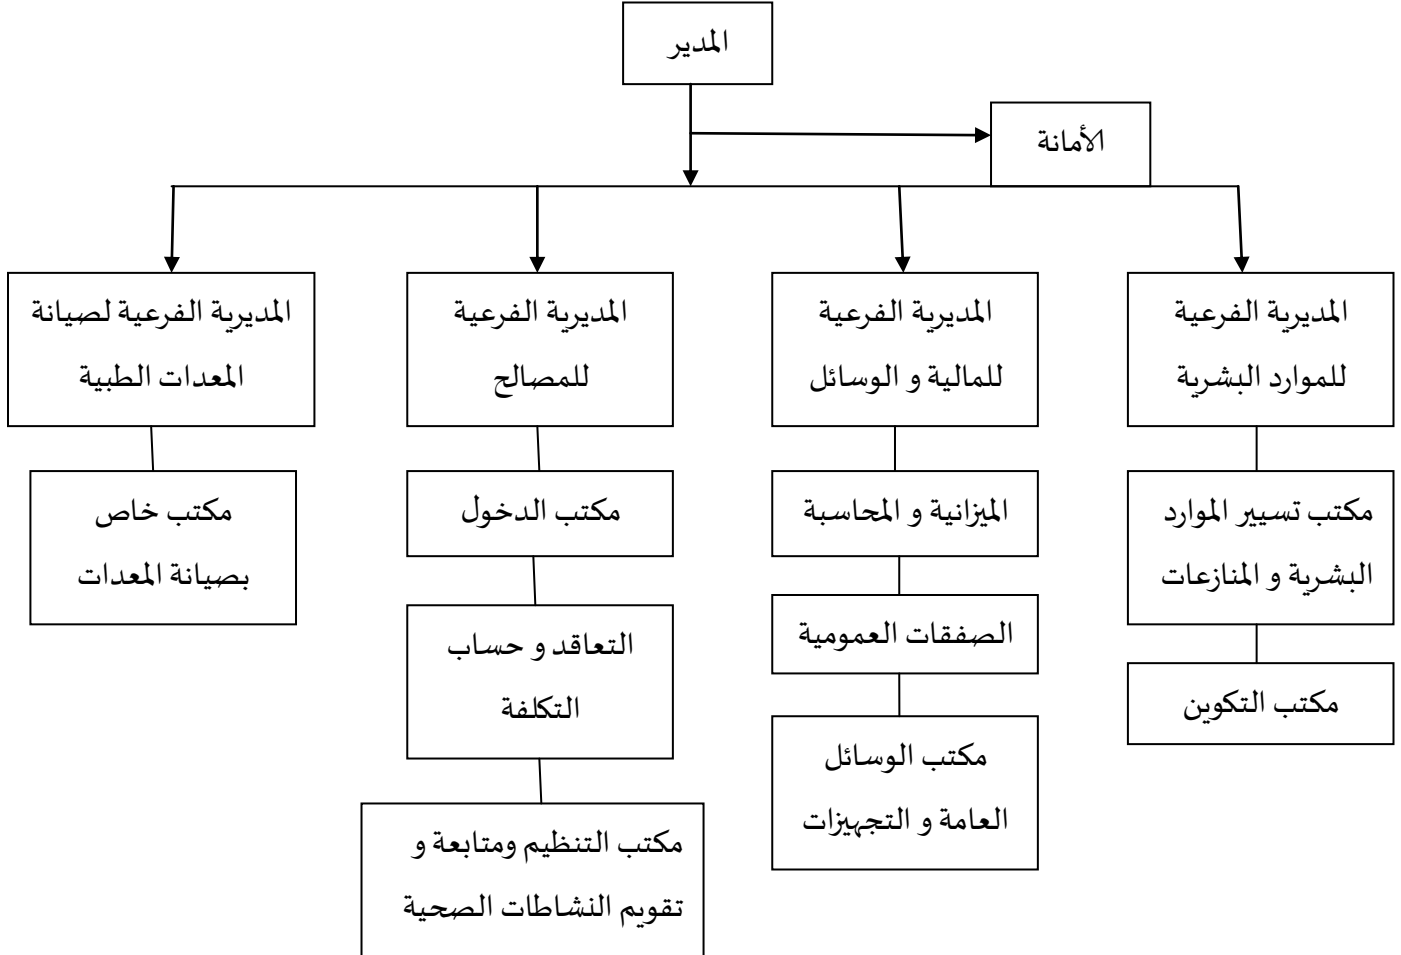 المدير
الأمانة
المديرية الفرعية
للموارد البشرية
المديرية الفرعية
للمالية و الوسائل
المديرية الفرعية
للمصالح
المديرية الفرعية لصيانة
المعدات الطبية
مكتب تسيير الموارد
البشرية و المنازعات
مكتب التكوين
الميزانية و المحاسبة
الصفقات العمومية
مكتب الوسائل
العامة و التجهيزات
مكتب الدخول
التعاقد و حساب
التكلفة
مكتب التنظيم ومتابعة و
تقويم النشاطات الصحية
مكتب خاص
بصيانة المعدات